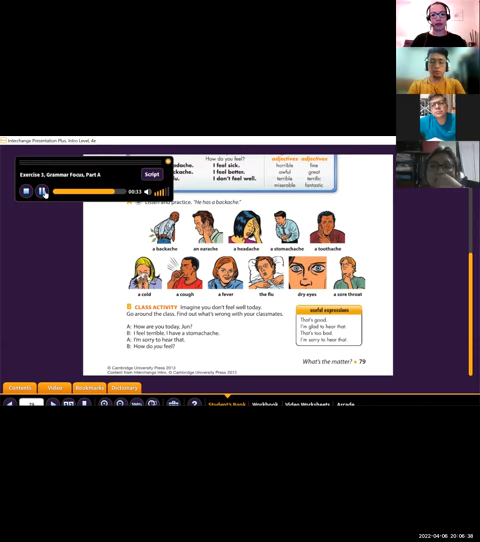 Interchange Presentation Plus, Intro Level, 4e
Exercise 3, Grammar Focus, Part A
Script
00:33
How do you feel?
I feel sick.
I feel better.
I don't feel well.
adjectives adjectives
horrible fine
awful great
terrible terrific
miserable fantastic
Listen and practice. "He has a backache."
a backache an earache a headache a stomachache a toothache
a cold a cough a fever the flu dry eyes a sore throat
B CLASS ACTIVITY Imagine you don't feel well today.
Go around the class. Find out what's wrong with your classmates.
A: How are you today, Jun?
B: I feel terrible. I have a stomachache.
A: I'm sorry to hear that.
B: How do you feel?
useful expressions
That's good.
I'm glad to hear that.
That's too bad.
I'm sorry to hear that.
What's the matter? • 79
© Cambridge University Press 2013
Content from Interchange Intro, © Cambridge University Press 2013
Contents Video Bookmarks Dictionary
Student's Book Workbook Video Worksheets Arcade
2022-04-06 20:06:38